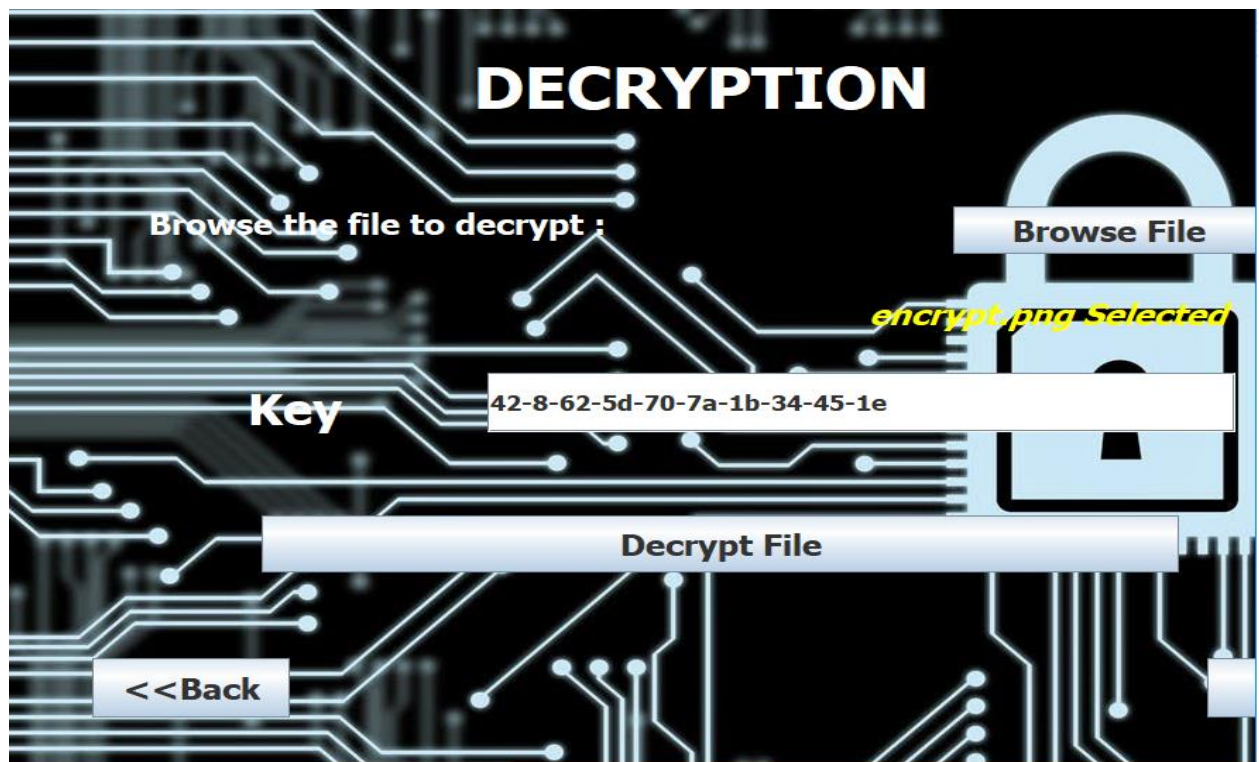 DECRYPTION
Browse the file to decrypt :
Browse File
encrypt.png Selected
Key
42-8-62-5d-70-7a-1b-34-45-1e
Decrypt File
<<Back